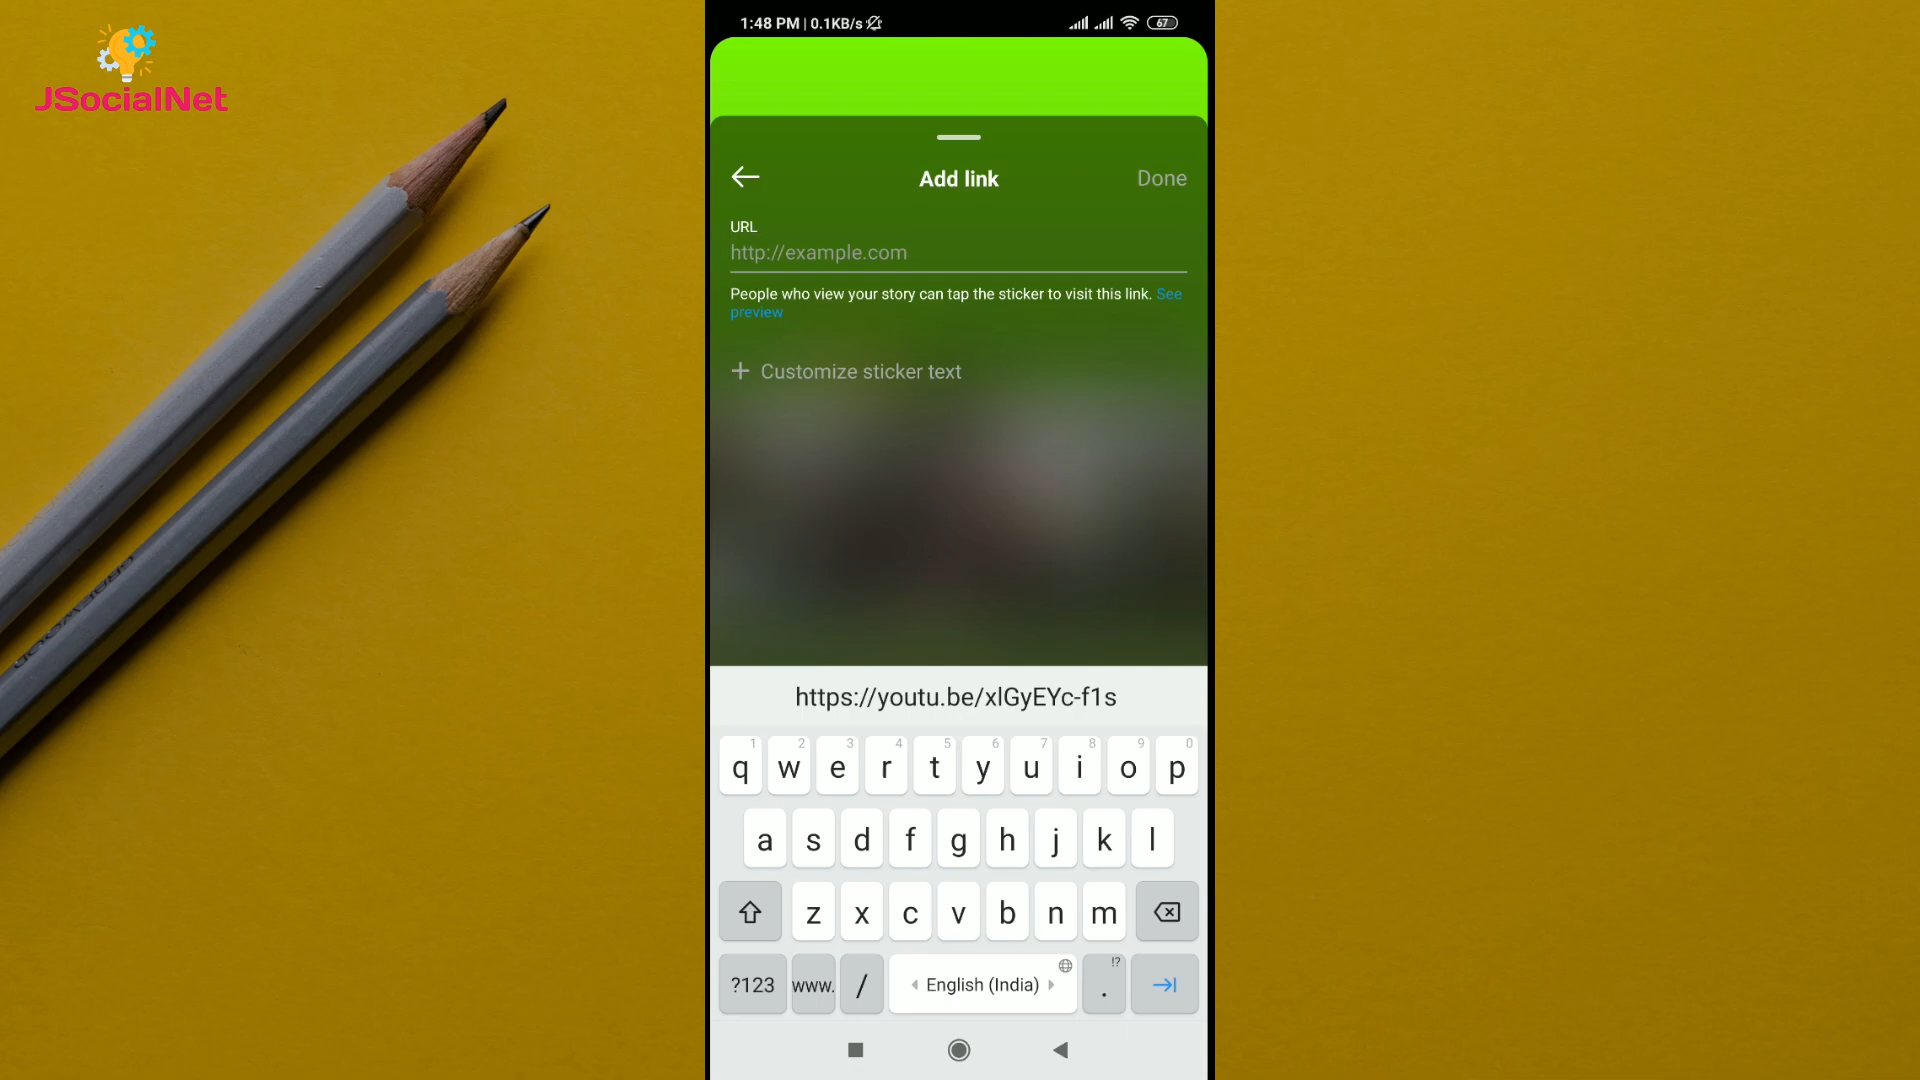 JSocialNet
1:48 PM | 0.1KB/s
67
Add link
Done
URL
http://example.com
People who view your story can tap the sticker to visit this link. See
preview
+ Customize sticker text
https://youtu.be/xlGyEYc-f1s
1 2 3 4 5 6 7 8 9 0
q w e r t y u i o p
a s d f g h j k l
z x c v b n m
!?
?123 www. / English (India) .